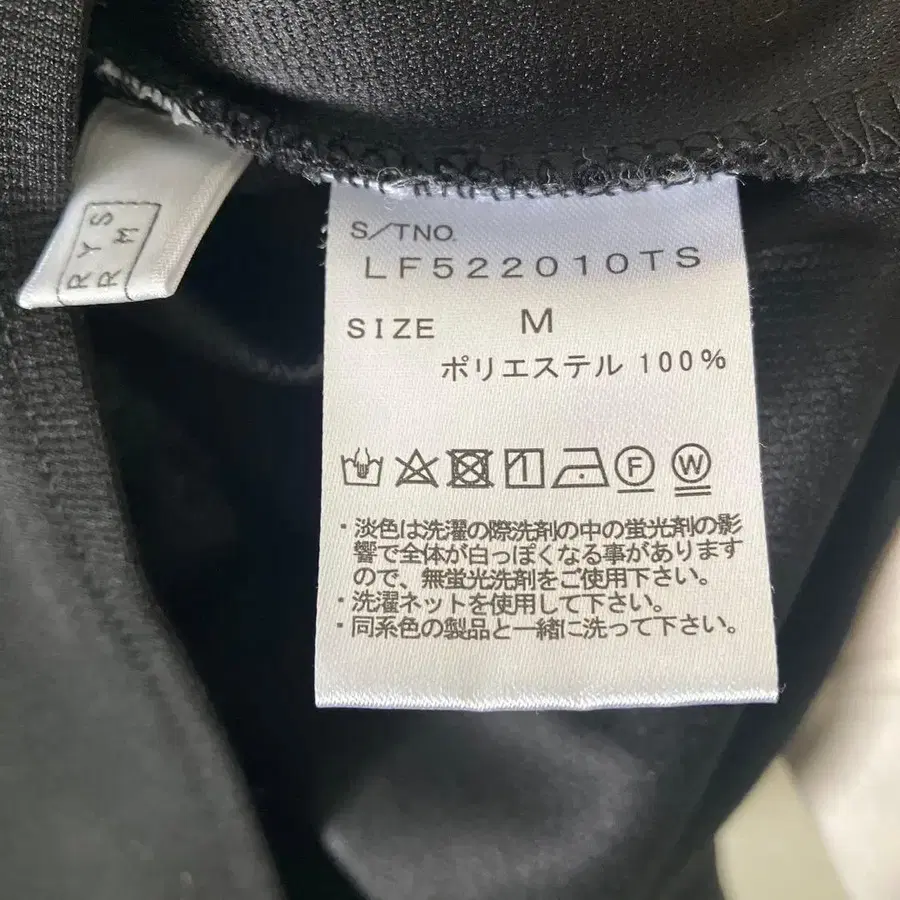 S/TNO.
LF522010TS
SIZE M
ポリエステル 100%
F W
・淡色は洗濯の際洗剤の中の蛍光剤の影
響で全体が白っぽくなる事があります
ので、無蛍光洗剤をご使用下さい。
・洗濯ネットを使用して下さい。
・同系色の製品と一緒に洗って下さい。
RYS
RM